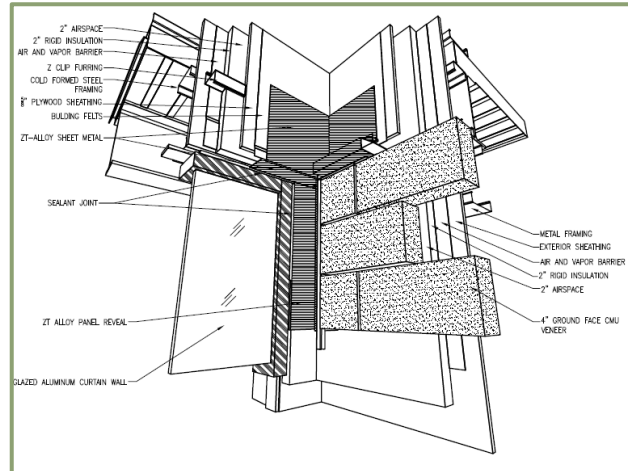 2" AIRSPACE
2" RIGID INSULATION
AIR AND VAPOR BARRIER
Z CLIP FURRING
COLD FORMED STEEL
FRAMING
PLYWOOD SHEATHING
BULDING FELTS
ZT-ALLOY SHEET METAL
SEALANT JOINT
ZT ALLOY PANEL REVEAL
GLAZED ALUMINUM CURTAIN WALL
METAL FRAMING
EXTERIOR SHEATHING
AIR AND VAPOR BARRIER
2" RIGID INSULATION
2" AIRSPACE
4" GROUND FACE CMU
VENEER